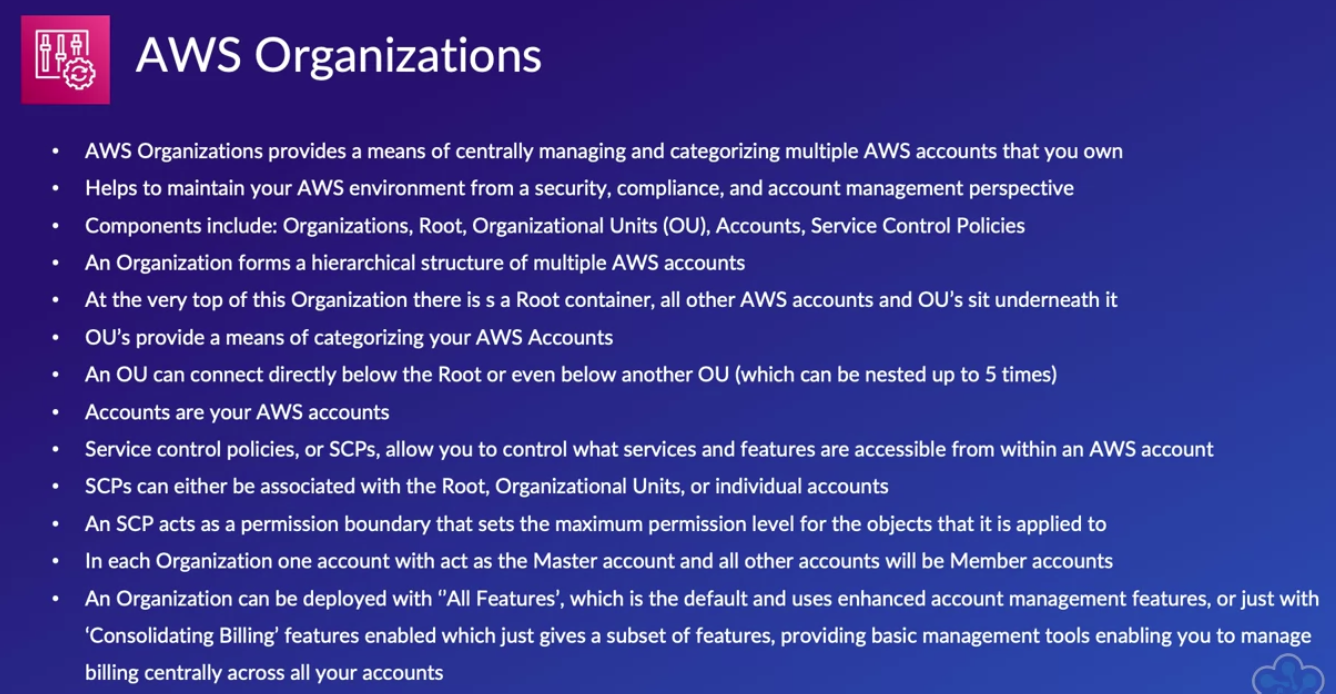 AWS Organizations
• AWS Organizations provides a means of centrally managing and categorizing multiple AWS accounts that you own
• Helps to maintain your AWS environment from a security, compliance, and account management perspective
• Components include: Organizations, Root, Organizational Units (OU), Accounts, Service Control Policies
• An Organization forms a hierarchical structure of multiple AWS accounts
• At the very top of this Organization there is s a Root container, all other AWS accounts and OU's sit underneath it
• OU's provide a means of categorizing your AWS Accounts
• An OU can connect directly below the Root or even below another OU (which can be nested up to 5 times)
• Accounts are your AWS accounts
• Service control policies, or SCPs, allow you to control what services and features are accessible from within an AWS account
• SCPs can either be associated with the Root, Organizational Units, or individual accounts
• An SCP acts as a permission boundary that sets the maximum permission level for the objects that it is applied to
• In each Organization one account with act as the Master account and all other accounts will be Member accounts
• An Organization can be deployed with ‘’All Features’, which is the default and uses enhanced account management features, or just with
‘Consolidating Billing’ features enabled which just gives a subset of features, providing basic management tools enabling you to manage
billing centrally across all your accounts